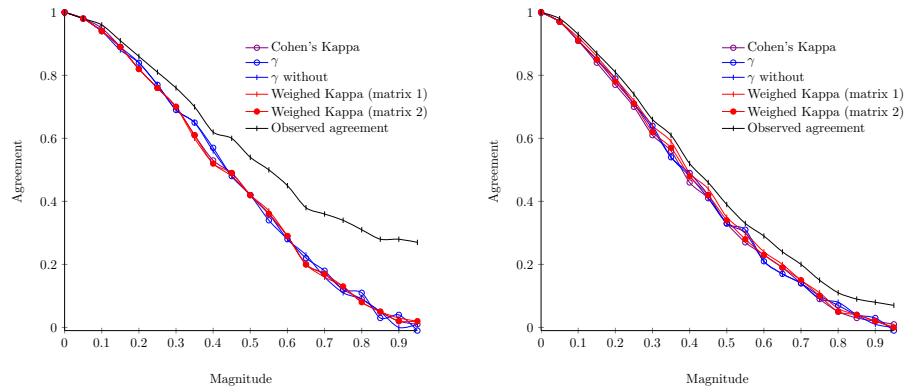 1
0.8
0.6
0.4
0.2
0
Agreement
0 0.1 0.2 0.3 0.4 0.5 0.6 0.7 0.8 0.9
Magnitude
Cohen's Kappa
γ
γ without
Weighed Kappa (matrix 1)
Weighed Kappa (matrix 2)
Observed agreement
1
0.8
0.6
0.4
0.2
0
Agreement
0 0.1 0.2 0.3 0.4 0.5 0.6 0.7 0.8 0.9
Magnitude
Cohen's Kappa
γ
γ without
Weighed Kappa (matrix 1)
Weighed Kappa (matrix 2)
Observed agreement